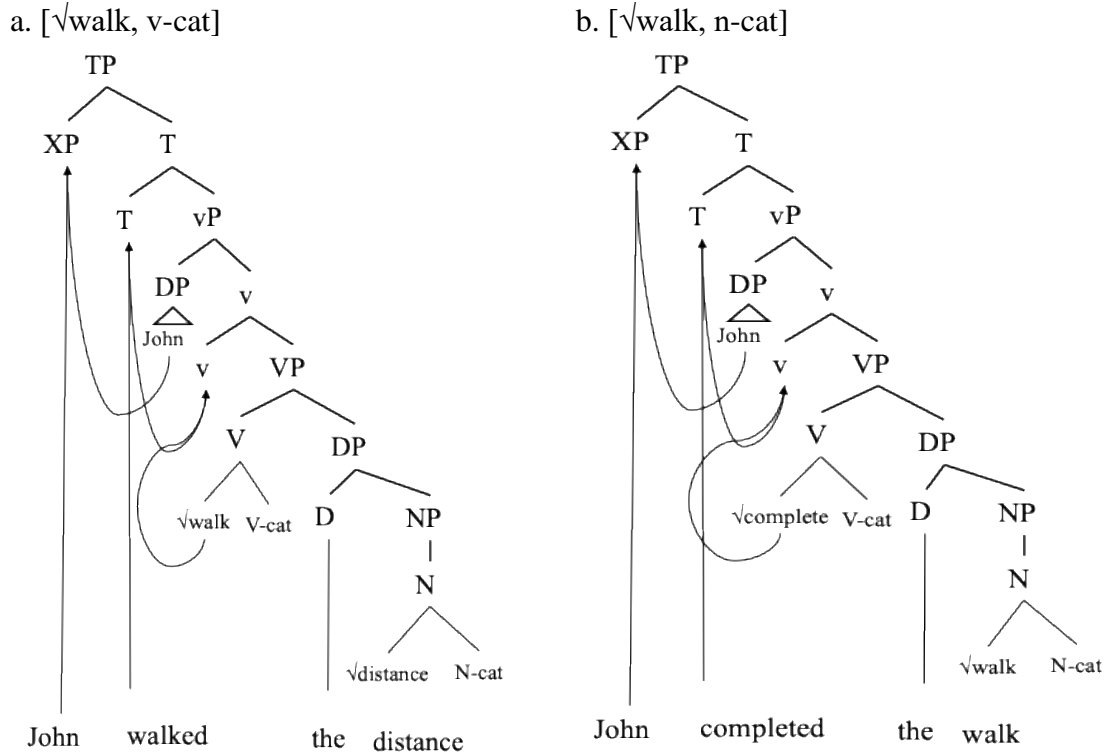 a. [√walk, v-cat] b. [√walk, n-cat]
TP TP
XP T XP T
T vP T vP
DP v DP v
John John
v VP v VP
V DP V DP
√walk V-cat D NP √complete V-cat D NP
N N
√distance N-cat √walk N-cat
John walked the distance John completed the walk